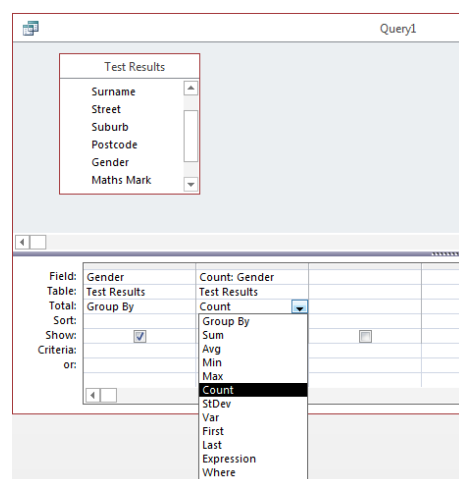 Query1
Test Results
Surname
Street
Suburb
Postcode
Gender
Maths Mark
Field: Gender Count: Gender
Table: Test Results Test Results
Total: Group By Count
Sort: Group By
Show: Sum
Criteria: Avg
or: Min
Max
Count
StDev
Var
First
Last
Expression
Where